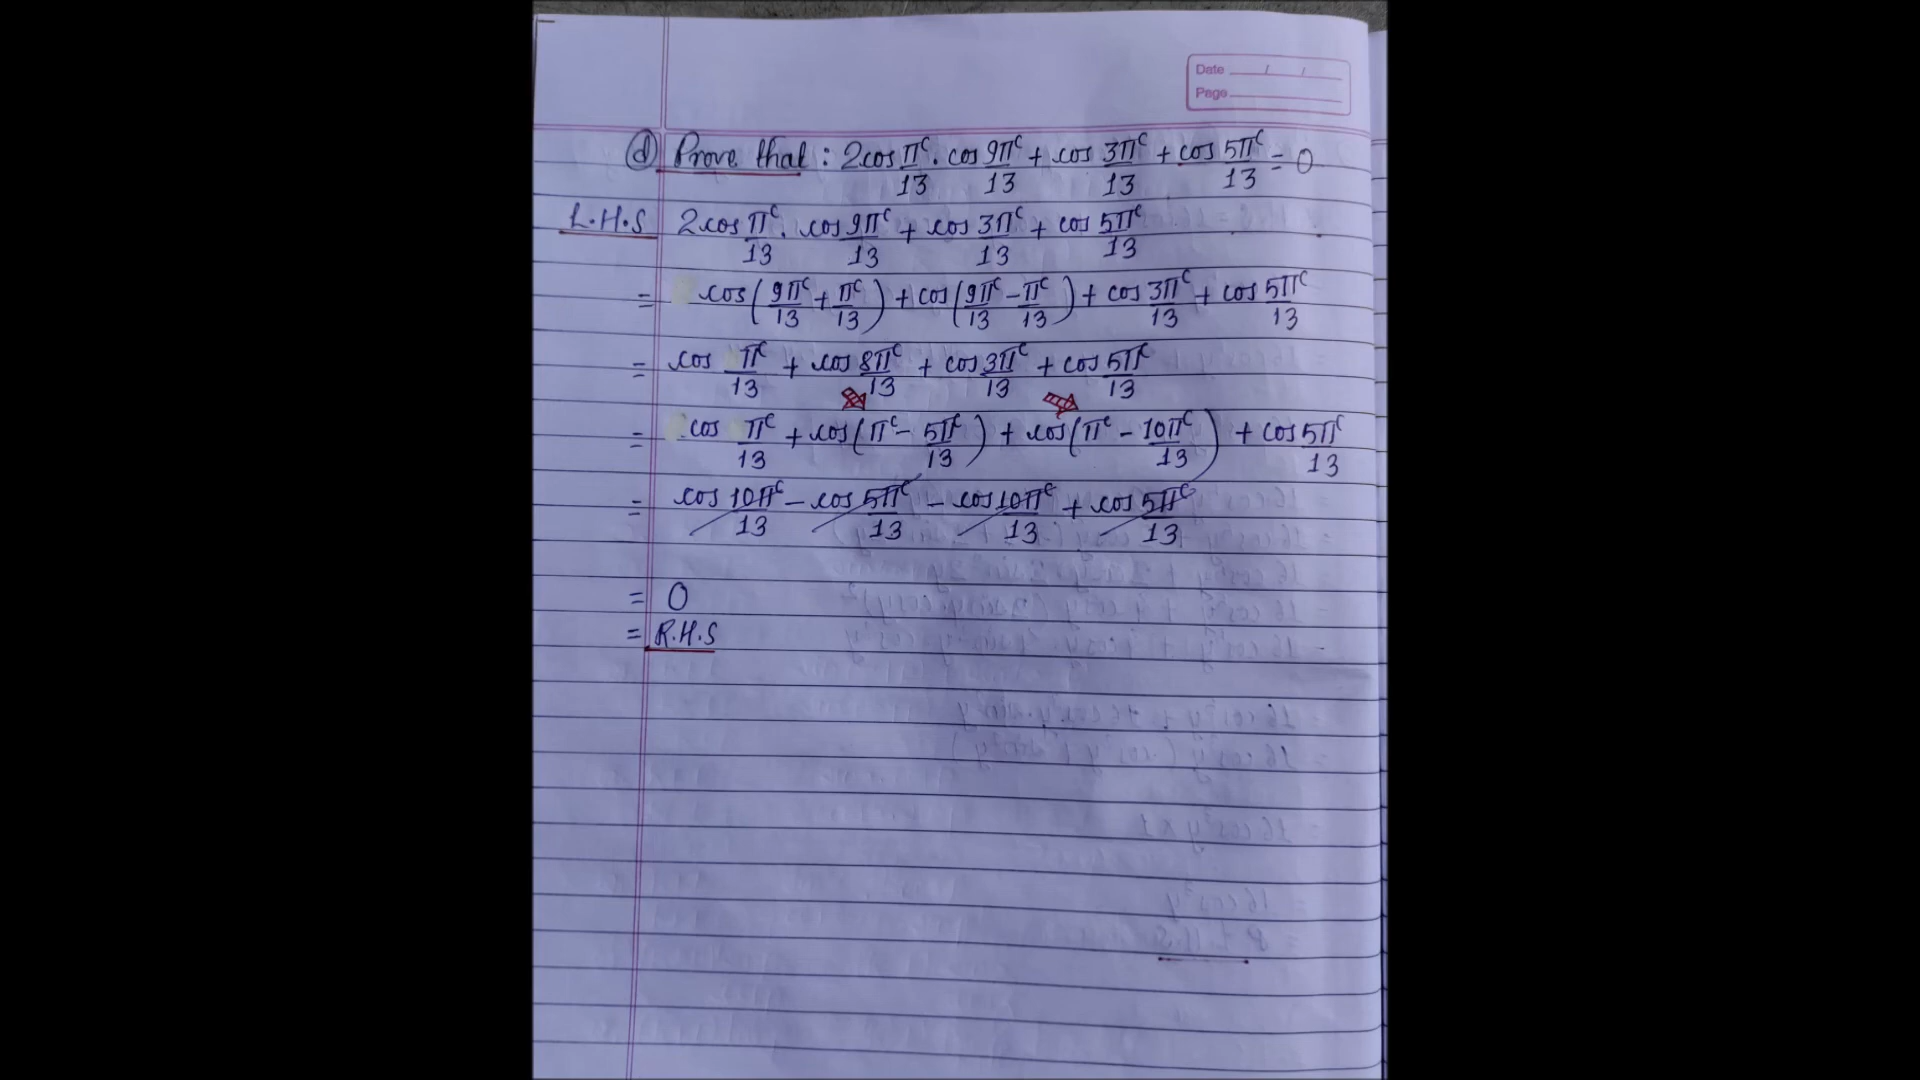 Date / /
Page
(d) Prove that : 2cos π^c/13 . cos 9π^c/13 + cos 3π^c/13 + cos 5π^c/13 = 0
L.H.S 2cos π^c/13 . cos 9π^c/13 + cos 3π^c/13 + cos 5π^c/13
= cos(9π^c/13 + π^c/13) + cos(9π^c/13 - π^c/13) + cos 3π^c/13 + cos 5π^c/13
= cos π^c/13 + cos 8π^c/13 + cos 3π^c/13 + cos 5π^c/13
= cos π^c/13 + cos(π^c - 5π^c/13) + cos(π^c - 10π^c/13) + cos 5π^c/13
= cos 10π^c/13 - cos 5π^c/13 - cos 10π^c/13 + cos 5π^c/13
= 0
= R.H.S